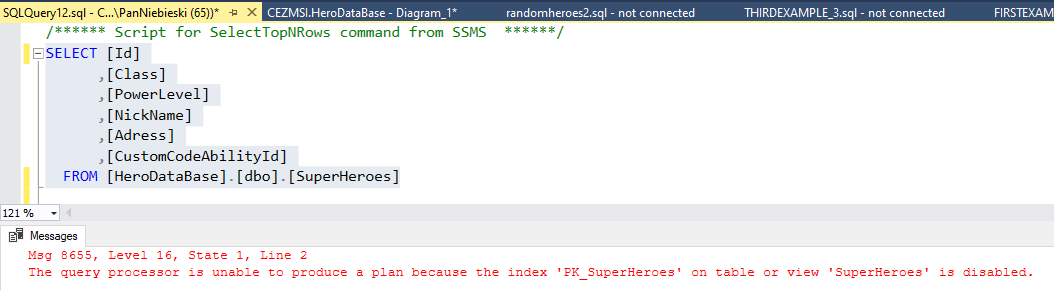 SQLQuery12.sql - C...\PanNiebieski (65))* CEZMSI.HeroDataBase - Diagram_1* randomheroes2.sql - not connected THIRDEXAMPLE_3.sql - not connected FIRSTEXAM
/****** Script for SelectTopNRows command from SSMS ******/
SELECT [Id]
,[Class]
,[PowerLevel]
,[NickName]
,[Adress]
,[CustomCodeAbilityId]
FROM [HeroDataBase].[dbo].[SuperHeroes]
121 %
Messages
Msg 8655, Level 16, State 1, Line 2
The query processor is unable to produce a plan because the index 'PK_SuperHeroes' on table or view 'SuperHeroes' is disabled.